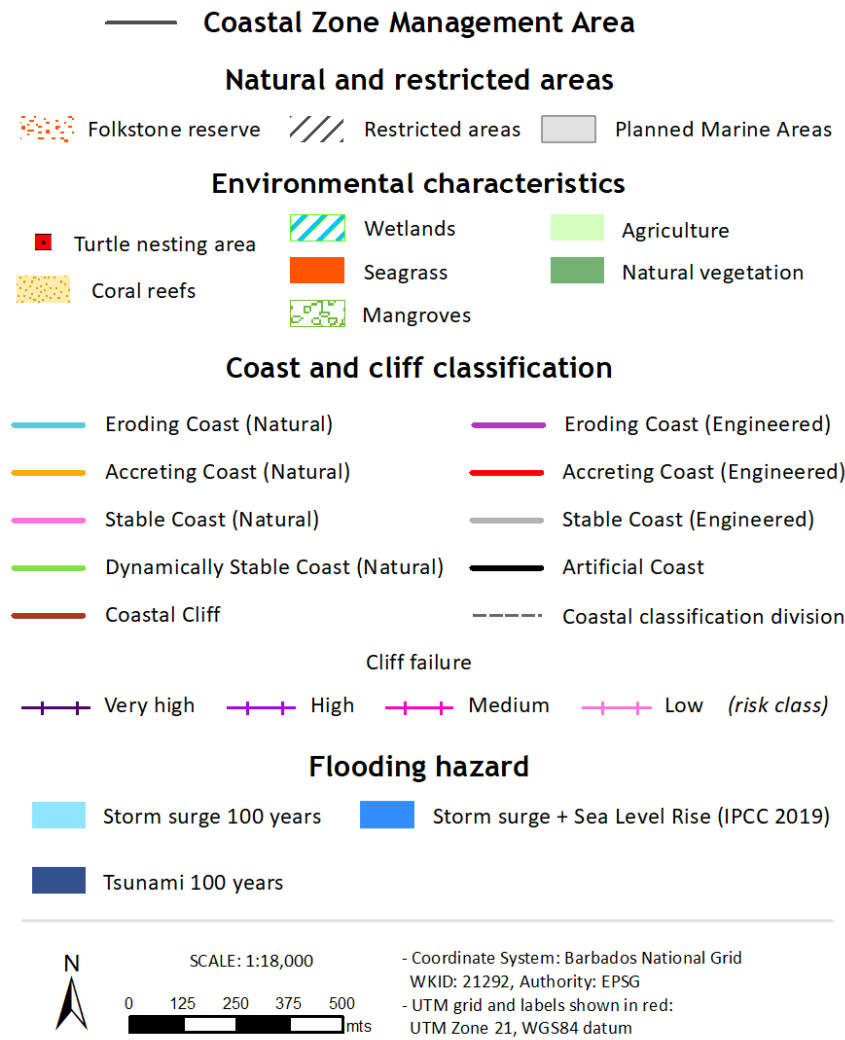 Coastal Zone Management Area
Natural and restricted areas
Folkstone reserve Restricted areas Planned Marine Areas
Environmental characteristics
Turtle nesting area Wetlands Agriculture
Coral reefs Seagrass Natural vegetation
Mangroves
Coast and cliff classification
Eroding Coast (Natural) Eroding Coast (Engineered)
Accreting Coast (Natural) Accreting Coast (Engineered)
Stable Coast (Natural) Stable Coast (Engineered)
Dynamically Stable Coast (Natural) Artificial Coast
Coastal Cliff Coastal classification division
Cliff failure
Very high High Medium Low (risk class)
Flooding hazard
Storm surge 100 years Storm surge + Sea Level Rise (IPCC 2019)
Tsunami 100 years
N
SCALE: 1:18,000
0 125 250 375 500
mts
- Coordinate System: Barbados National Grid
WKID: 21292, Authority: EPSG
- UTM grid and labels shown in red:
UTM Zone 21, WGS84 datum